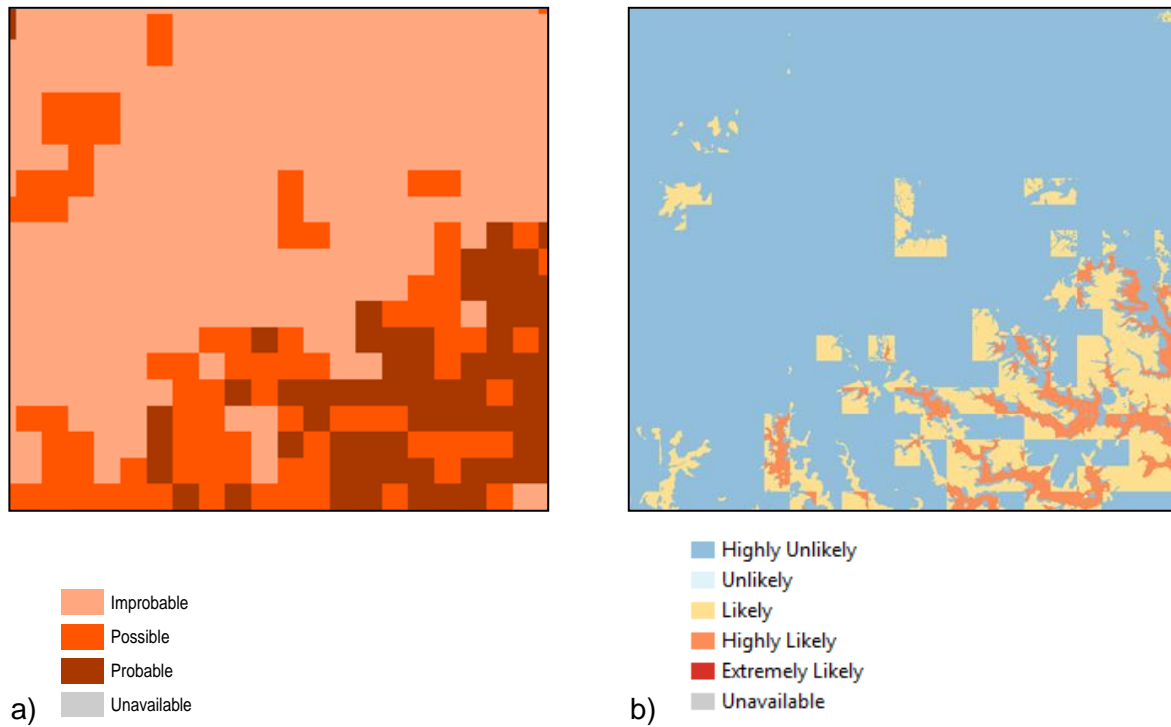 Improbable
Possible
Probable
Unavailable
a)
Highly Unlikely
Unlikely
Likely
Highly Likely
Extremely Likely
Unavailable
b)